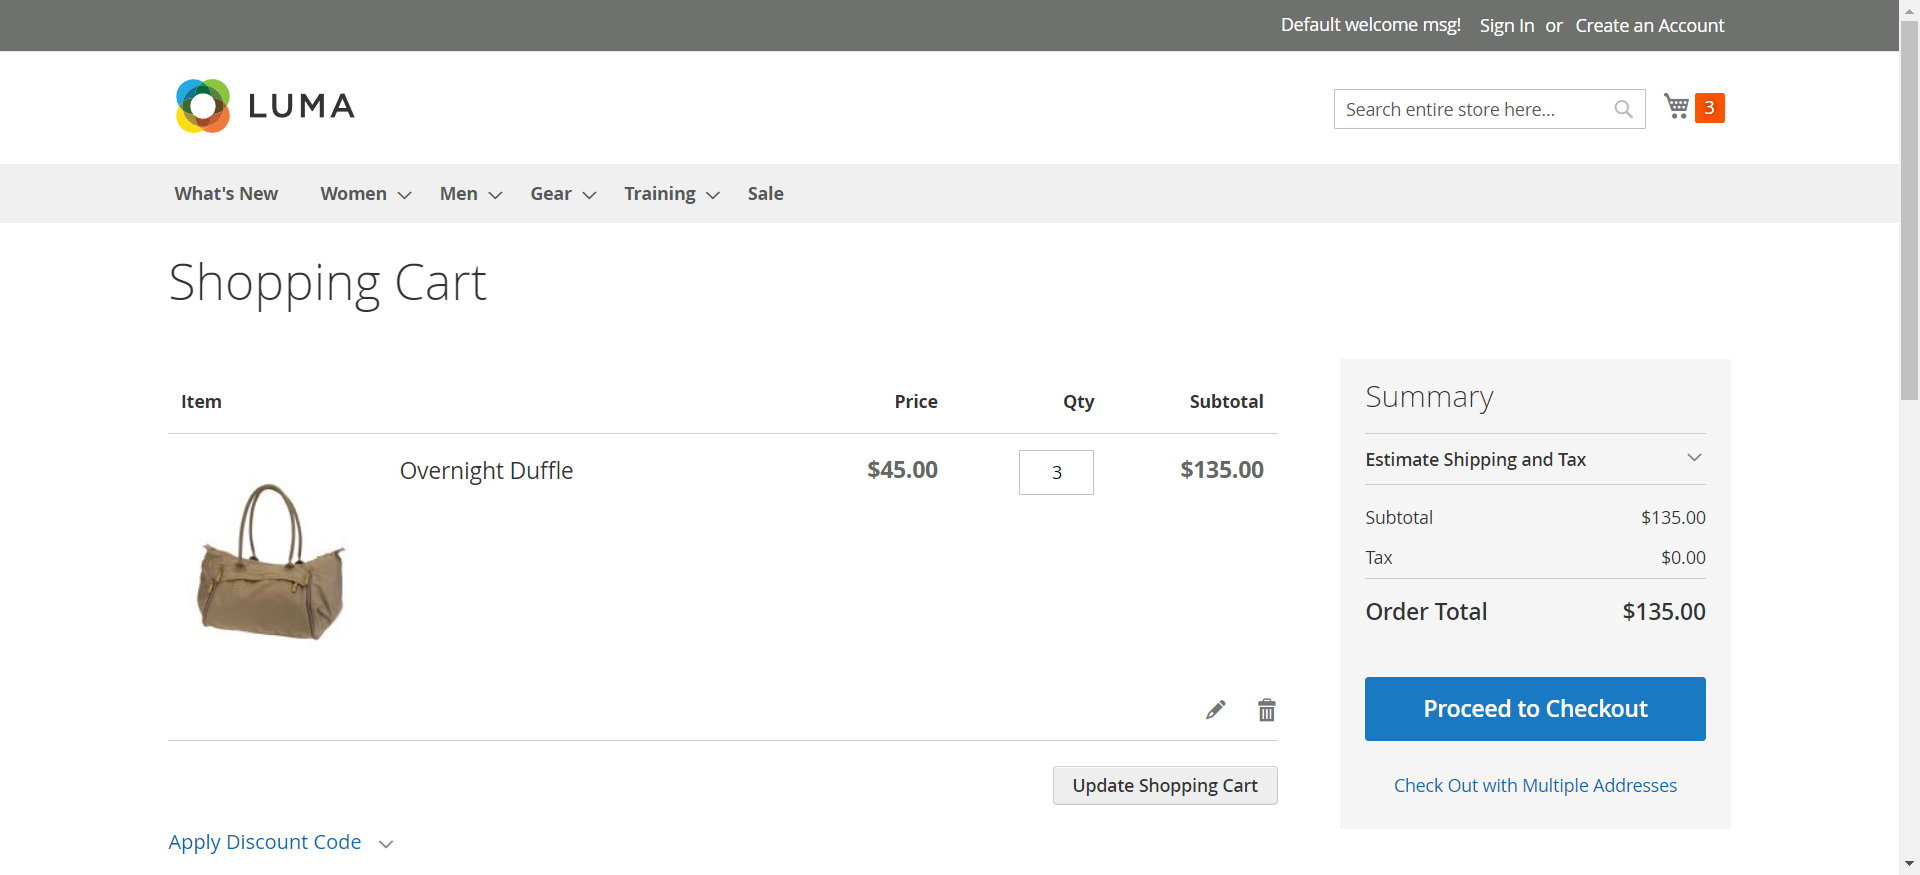 Default welcome msg! Sign In or Create an Account
LUMA
Search entire store here...
3
What's New Women Men Gear Training Sale
Shopping Cart
Item Price Qty Subtotal
Overnight Duffle $45.00 3 $135.00
Update Shopping Cart
Apply Discount Code
Summary
Estimate Shipping and Tax
Subtotal $135.00
Tax $0.00
Order Total $135.00
Proceed to Checkout
Check Out with Multiple Addresses